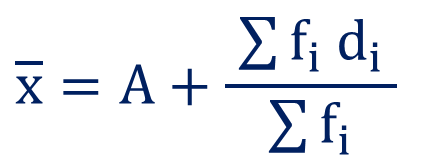 x̅ = A + ∑ fᵢ dᵢ / ∑ fᵢ